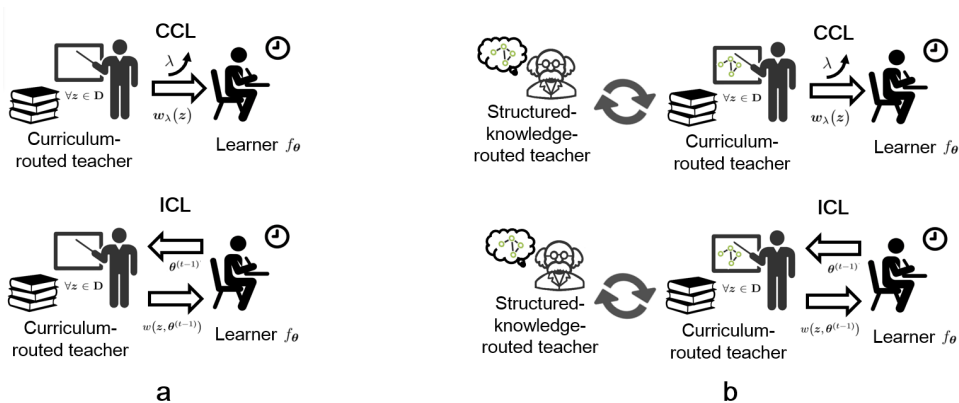 CCL
λ
∀z ∈ D
w_λ(z)
Curriculum-
routed teacher
Learner f_θ
ICL
θ^(t−1)
∀z ∈ D
w(z, θ^(t−1))
Curriculum-
routed teacher
Learner f_θ
a
CCL
λ
∀z ∈ D
w_λ(z)
Structured-
knowledge-
routed teacher
Curriculum-
routed teacher
Learner f_θ
ICL
θ^(t−1)
∀z ∈ D
w(z, θ^(t−1))
Structured-
knowledge-
routed teacher
Curriculum-
routed teacher
Learner f_θ
b